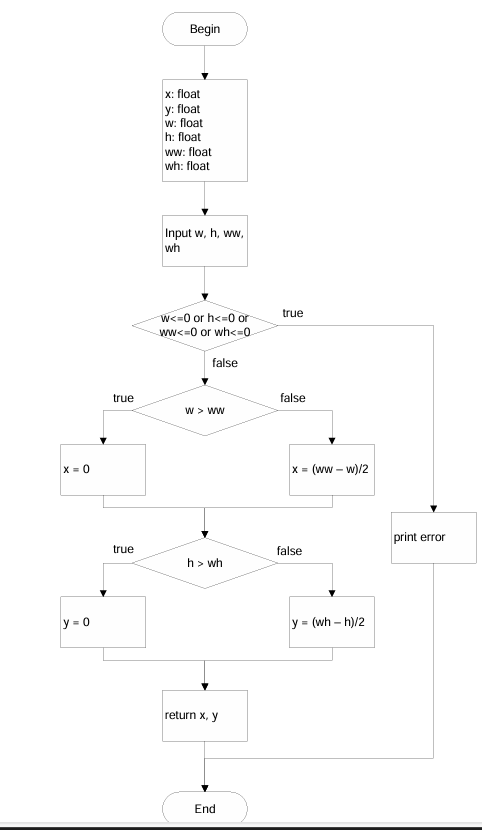 Begin
x: float
y: float
w: float
h: float
ww: float
wh: float
Input w, h, ww,
wh
w<=0 or h<=0 or
ww<=0 or wh<=0
true
false
w > ww
true
false
x = 0
x = (ww – w)/2
print error
h > wh
true
false
y = 0
y = (wh – h)/2
return x, y
End